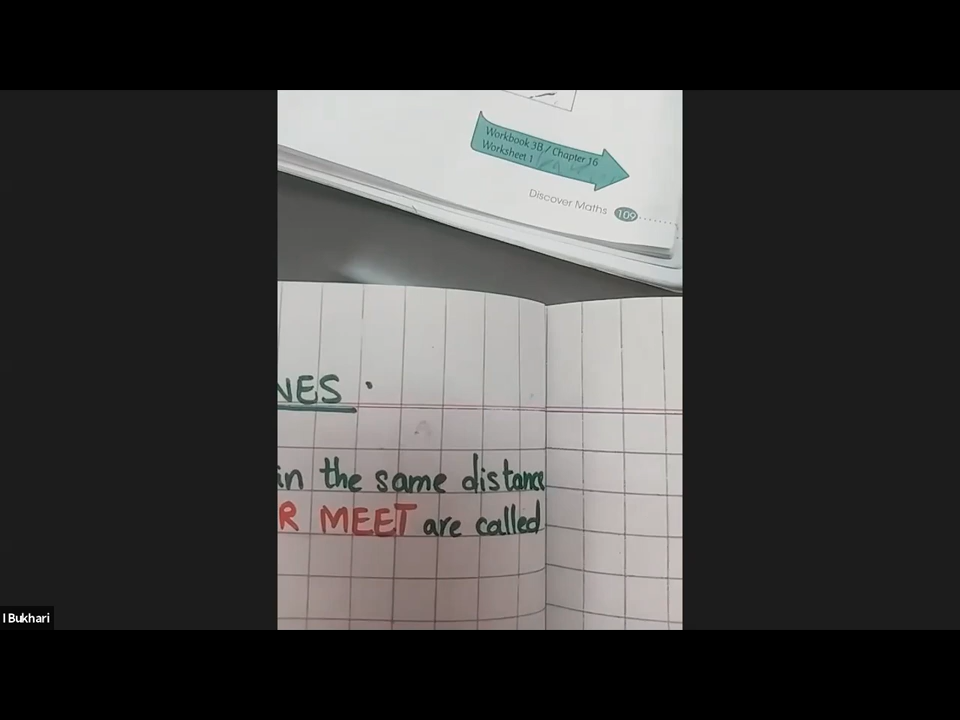 Workbook 3B / Chapter 16
Worksheet 1
Discover Maths 109
NES .
in the same distance
R MEET are called
I Bukhari